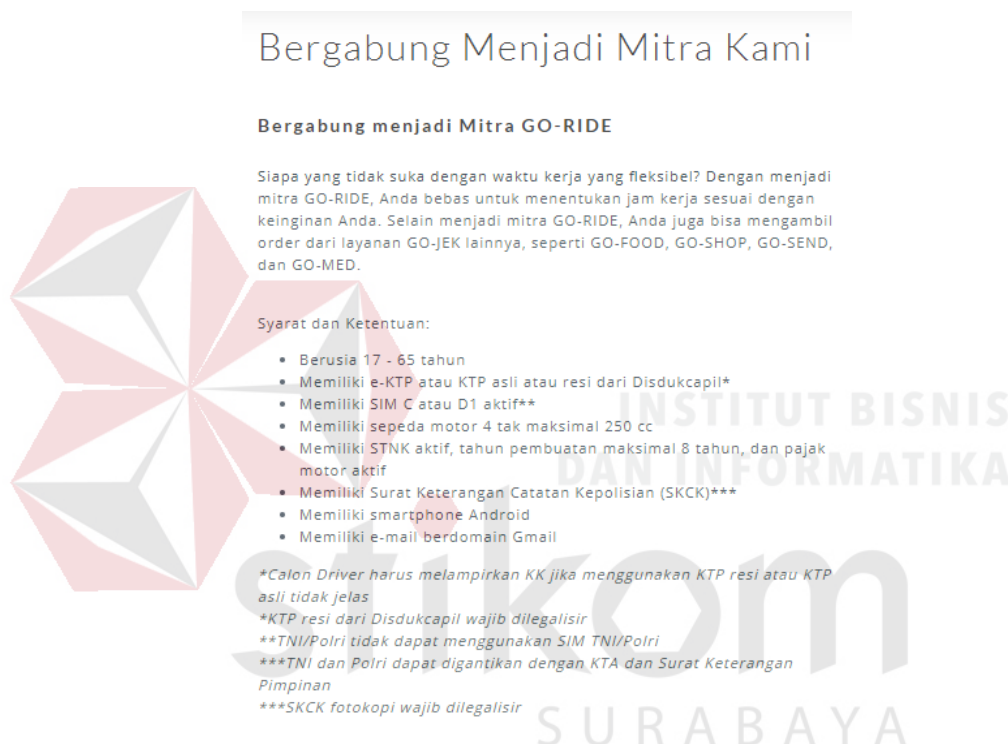 Bergabung Menjadi Mitra Kami
Bergabung menjadi Mitra GO-RIDE
Siapa yang tidak suka dengan waktu kerja yang fleksibel? Dengan menjadi
mitra GO-RIDE, Anda bebas untuk menentukan jam kerja sesuai dengan
keinginan Anda. Selain menjadi mitra GO-RIDE, Anda juga bisa mengambil
order dari layanan GO-JEK lainnya, seperti GO-FOOD, GO-SHOP, GO-SEND,
dan GO-MED.
Syarat dan Ketentuan:
• Berusia 17 - 65 tahun
• Memiliki e-KTP atau KTP asli atau resi dari Disdukcapil*
• Memiliki SIM C atau D1 aktif**
• Memiliki sepeda motor 4 tak maksimal 250 cc
• Memiliki STNK aktif, tahun pembuatan maksimal 8 tahun, dan pajak
motor aktif
• Memiliki Surat Keterangan Catatan Kepolisian (SKCK)***
• Memiliki smartphone Android
• Memiliki e-mail berdomain Gmail
*Calon Driver harus melampirkan KK jika menggunakan KTP resi atau KTP
asli tidak jelas
*KTP resi dari Disdukcapil wajib dilegalisir
**TNI/Polri tidak dapat menggunakan SIM TNI/Polri
***TNI dan Polri dapat digantikan dengan KTA dan Surat Keterangan
Pimpinan
***SKCK fotokopi wajib dilegalisir
INSTITUT BISNIS
DAN INFORMATIKA
stikom
SURABAYA